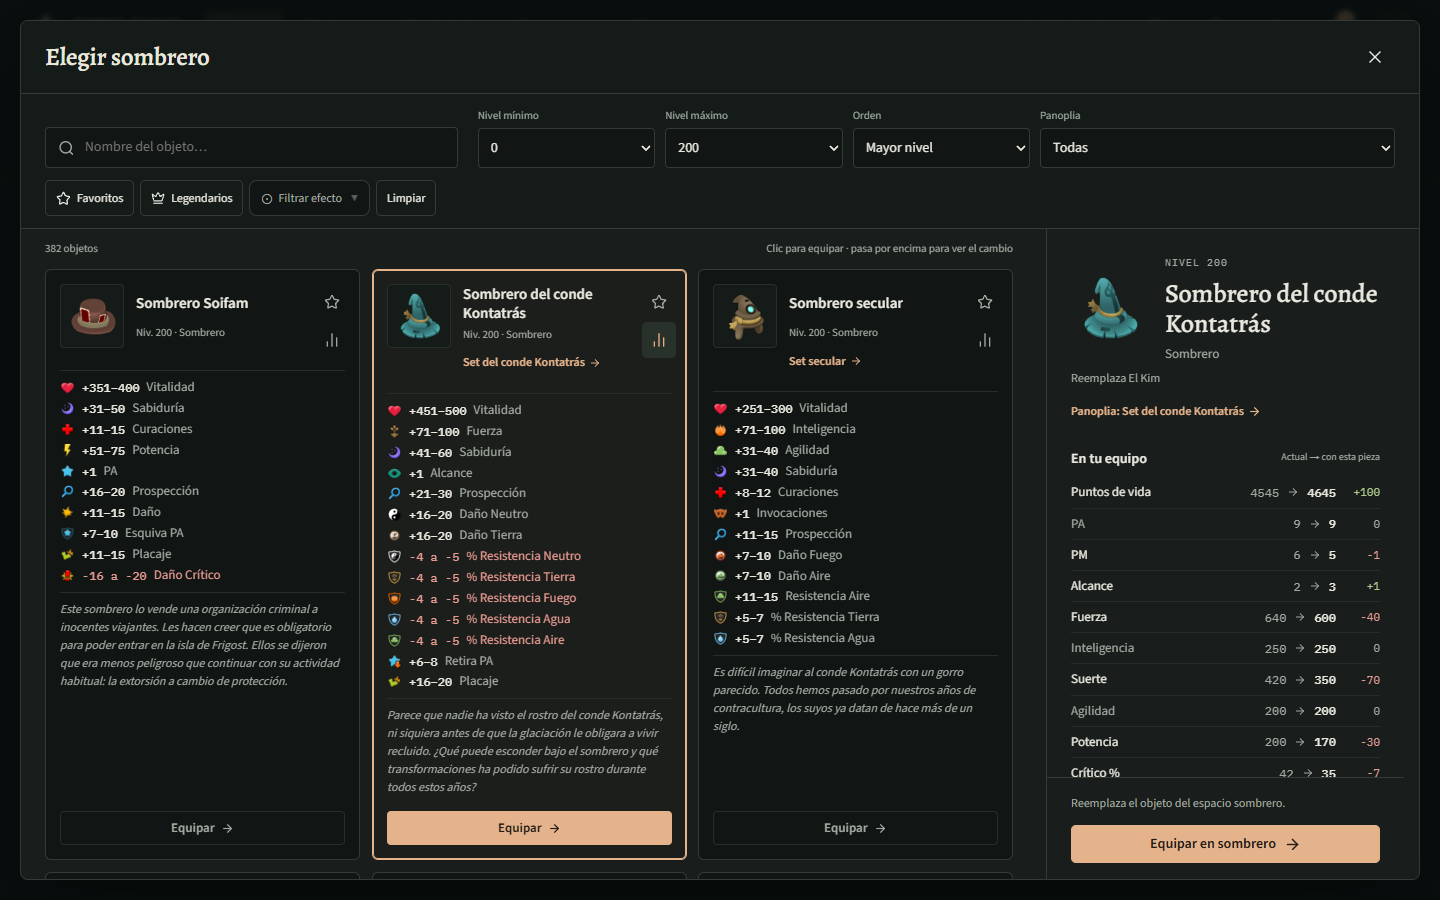 Elegir sombrero
Nombre del objeto...
Nivel mínimo
0
Nivel máximo
200
Orden
Mayor nivel
Panoplia
Todas
Favoritos
Legendarios
Filtrar efecto
Limpiar
382 objetos
Clic para equipar · pasa por encima para ver el cambio
Sombrero Soifam
Niv. 200 · Sombrero
+351–400 Vitalidad
+31–50 Sabiduría
+11–15 Curaciones
+51–75 Potencia
+1 PA
+16–20 Prospección
+11–15 Daño
+7–10 Esquiva PA
+11–15 Placaje
-16 a -20 Daño Crítico
Este sombrero lo vende una organización criminal a
inocentes viajantes. Les hacen creer que es obligatorio
para poder entrar en la isla de Frigost. Ellos se dijeron
que era menos peligroso que continuar con su actividad
habitual: la extorsión a cambio de protección.
Equipar →
Sombrero del conde
Kontatrás
Niv. 200 · Sombrero
Set del conde Kontatrás →
+451–500 Vitalidad
+71–100 Fuerza
+41–60 Sabiduría
+1 Alcance
+21–30 Prospección
+16–20 Daño Neutro
+16–20 Daño Tierra
-4 a -5 % Resistencia Neutro
-4 a -5 % Resistencia Tierra
-4 a -5 % Resistencia Fuego
-4 a -5 % Resistencia Agua
-4 a -5 % Resistencia Aire
+6–8 Retira PA
+16–20 Placaje
Parece que nadie ha visto el rostro del conde Kontatrás,
ni siquiera antes de que la glaciación le obligara a vivir
recluido. ¿Qué puede esconder bajo el sombrero y qué
transformaciones ha podido sufrir su rostro durante
todos estos años?
Equipar →
Sombrero secular
Niv. 200 · Sombrero
Set secular →
+251–300 Vitalidad
+71–100 Inteligencia
+31–40 Agilidad
+31–40 Sabiduría
+8–12 Curaciones
+1 Invocaciones
+11–15 Prospección
+7–10 Daño Fuego
+7–10 Daño Aire
+11–15 Resistencia Aire
+5–7 % Resistencia Tierra
+5–7 % Resistencia Agua
Es difícil imaginar al conde Kontatrás con un gorro
parecido. Todos hemos pasado por nuestros años de
contracultura, los suyos ya datan de hace más de un
siglo.
Equipar →
NIVEL 200
Sombrero del conde
Kontatrás
Sombrero
Reemplaza El Kim
Panoplia: Set del conde Kontatrás →
En tu equipo
Actual → con esta pieza
Puntos de vida 4545 → 4645 +100
PA 9 → 9 0
PM 6 → 5 -1
Alcance 2 → 3 +1
Fuerza 640 → 600 -40
Inteligencia 250 → 250 0
Suerte 420 → 350 -70
Agilidad 200 → 200 0
Potencia 200 → 170 -30
Crítico % 42 → 35 -7
Reemplaza el objeto del espacio sombrero.
Equipar en sombrero →